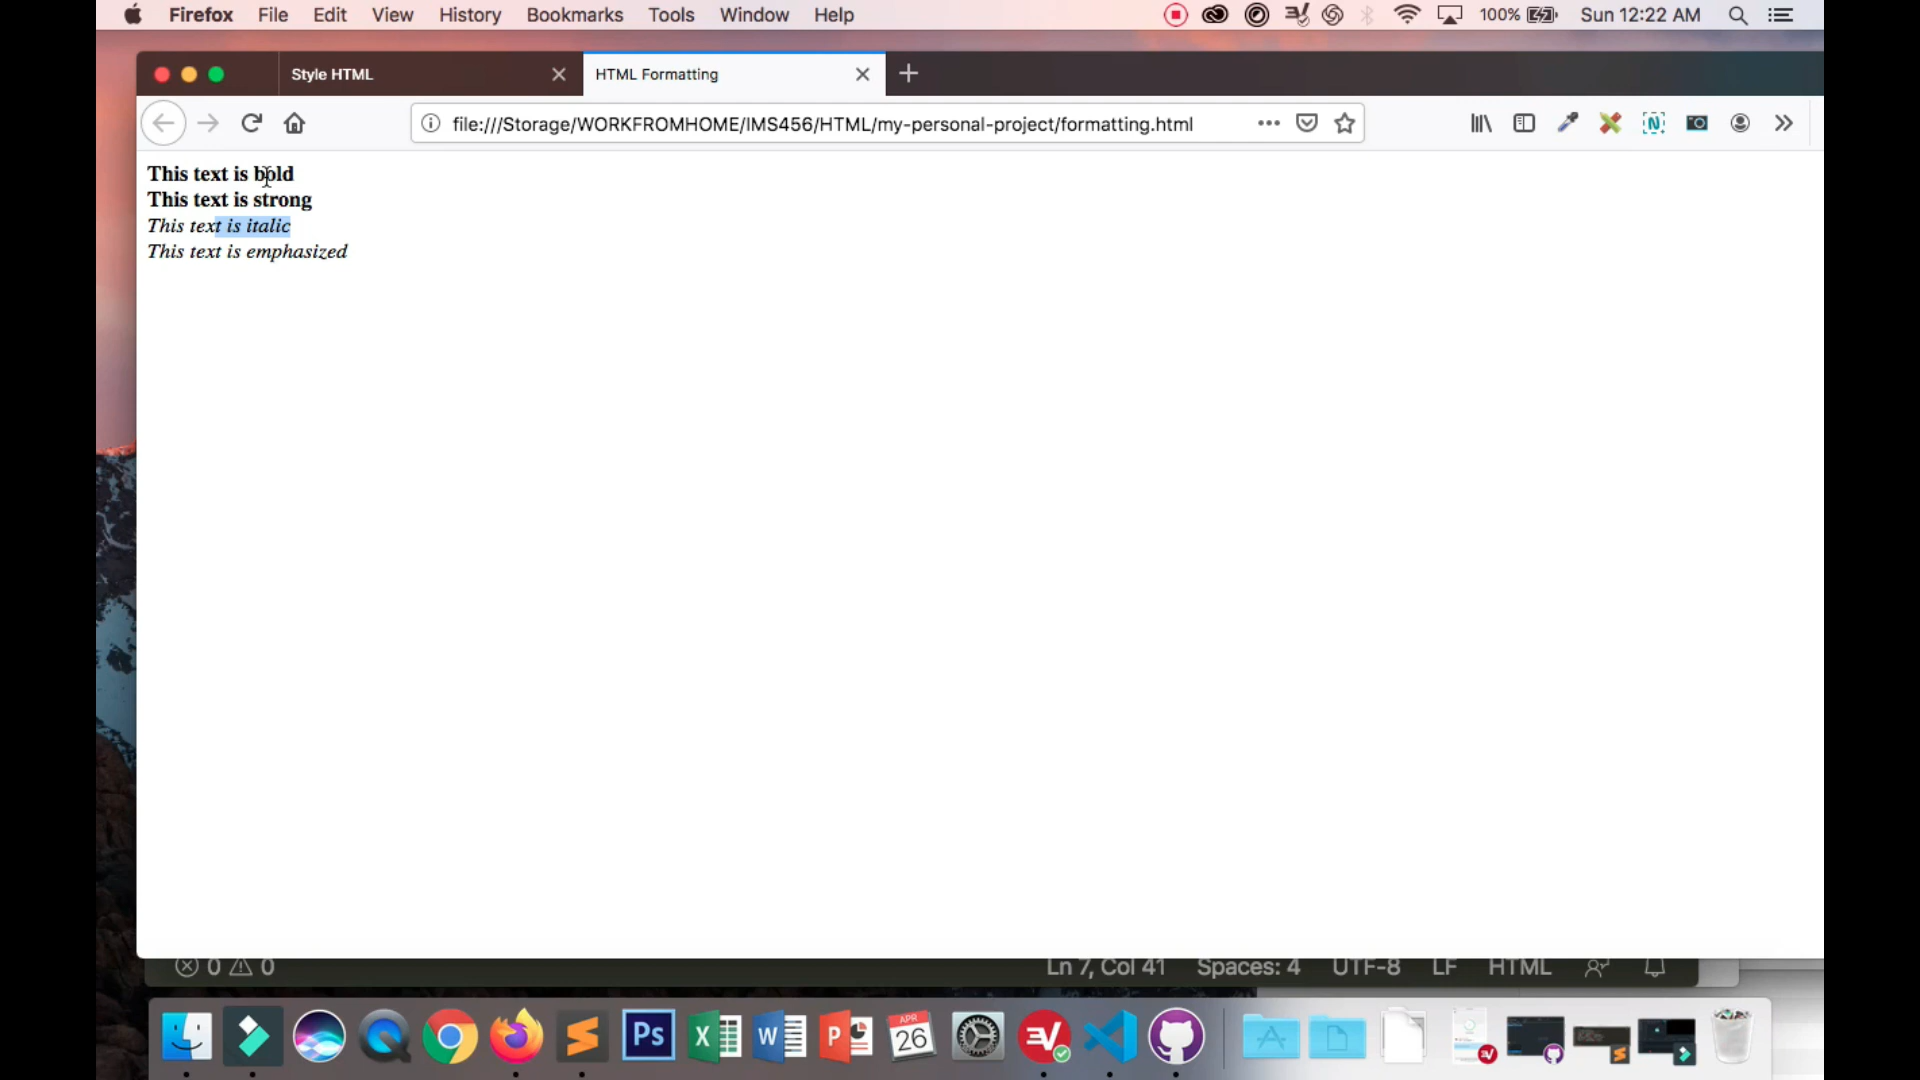 Firefox File Edit View History Bookmarks Tools Window Help 100% Sun 12:22 AM
Style HTML HTML Formatting
file:///Storage/WORKFROMHOME/IMS456/HTML/my-personal-project/formatting.html
This text is bold
This text is strong
This text is italic
This text is emphasized
0 0 Ln 7, Col 41 Spaces: 4 UTF-8 LF HTML
Ps W P APR 26